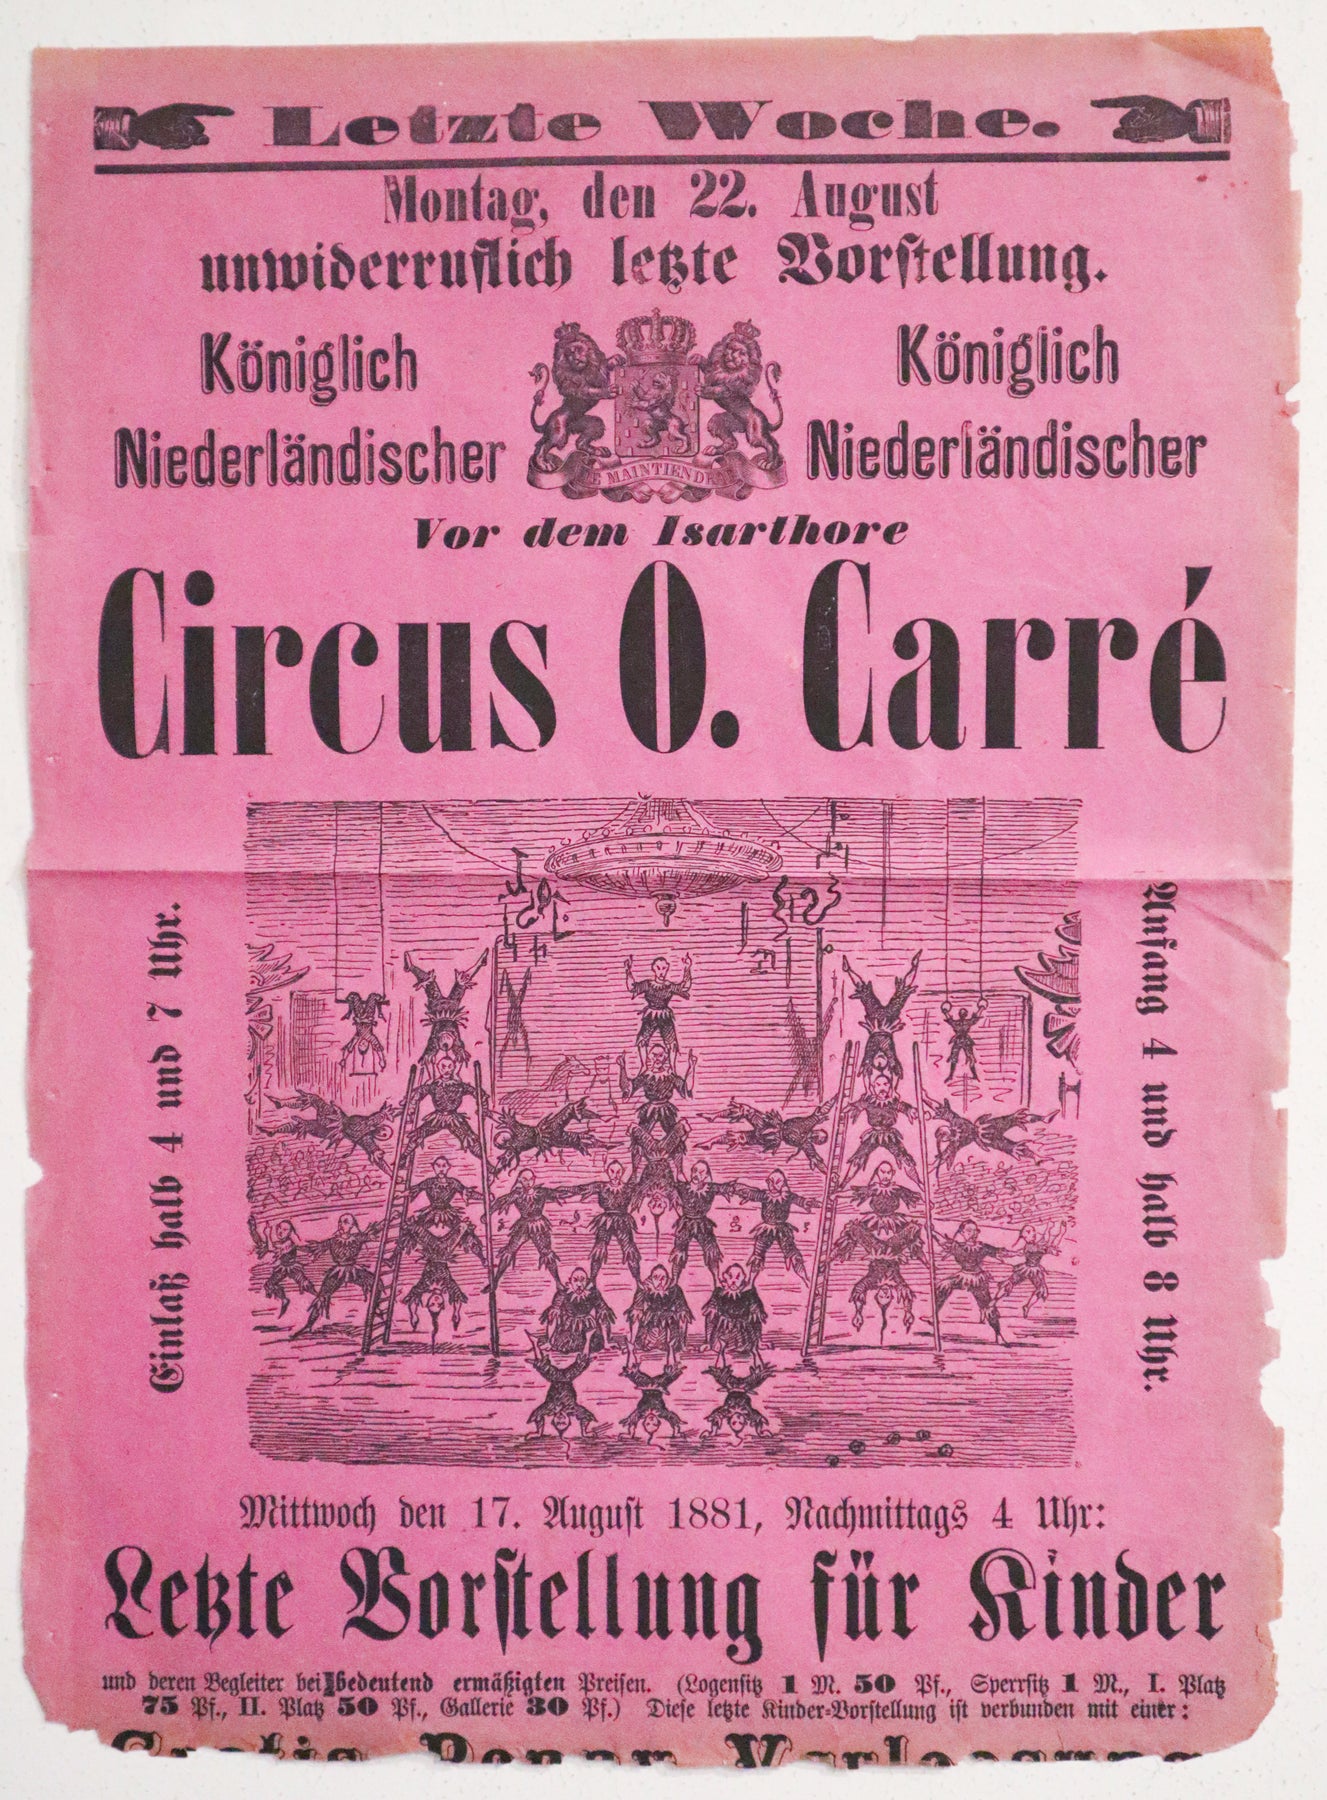 Letzte Woche.
Montag, den 22. August
unwiderruflich letzte Vorstellung.
Königlich
Niederländischer
JE MAINTIENDRAI
Königlich
Niederländischer
Vor dem Isarthore
Circus O. Carré
Einlaß halb 4 und 7 Uhr.
Anfang 4 und halb 8 Uhr.
Mittwoch den 17. August 1881, Nachmittags 4 Uhr:
Letzte Vorstellung für Kinder
und deren Begleiter bei bedeutend ermäßigten Preisen. (Logensitz 1 M. 50 Pf., Sperrsitz 1 M., I. Platz
75 Pf., II. Platz 50 Pf., Gallerie 30 Pf.) Diese letzte Kinder-Vorstellung ist verbunden mit einer:
Gratis